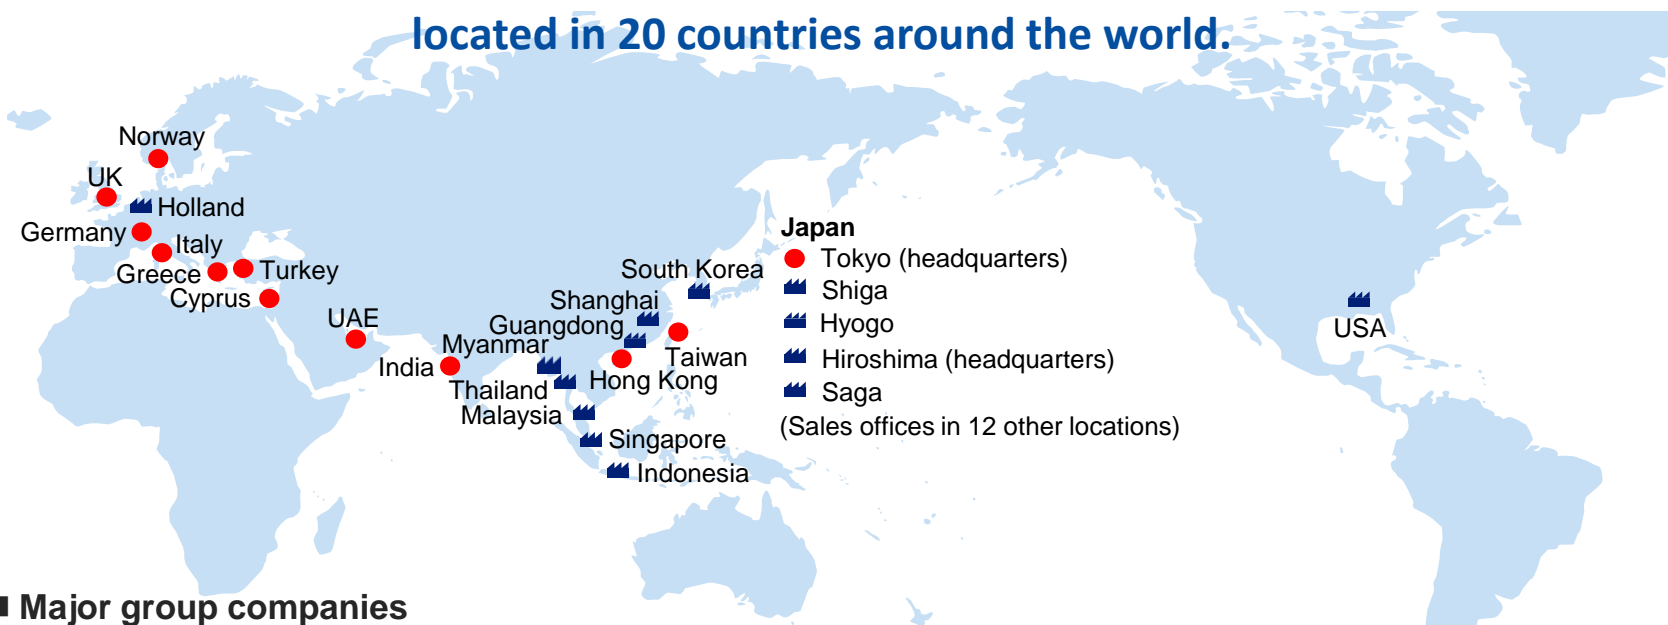 located in 20 countries around the world.
Norway
UK
Holland
Germany
Italy
Greece
Turkey
Cyprus
UAE
India
Myanmar
Thailand
Malaysia
Singapore
Indonesia
South Korea
Shanghai
Guangdong
Taiwan
Hong Kong
Japan
Tokyo (headquarters)
Shiga
Hyogo
Hiroshima (headquarters)
Saga
(Sales offices in 12 other locations)
USA
Major group companies